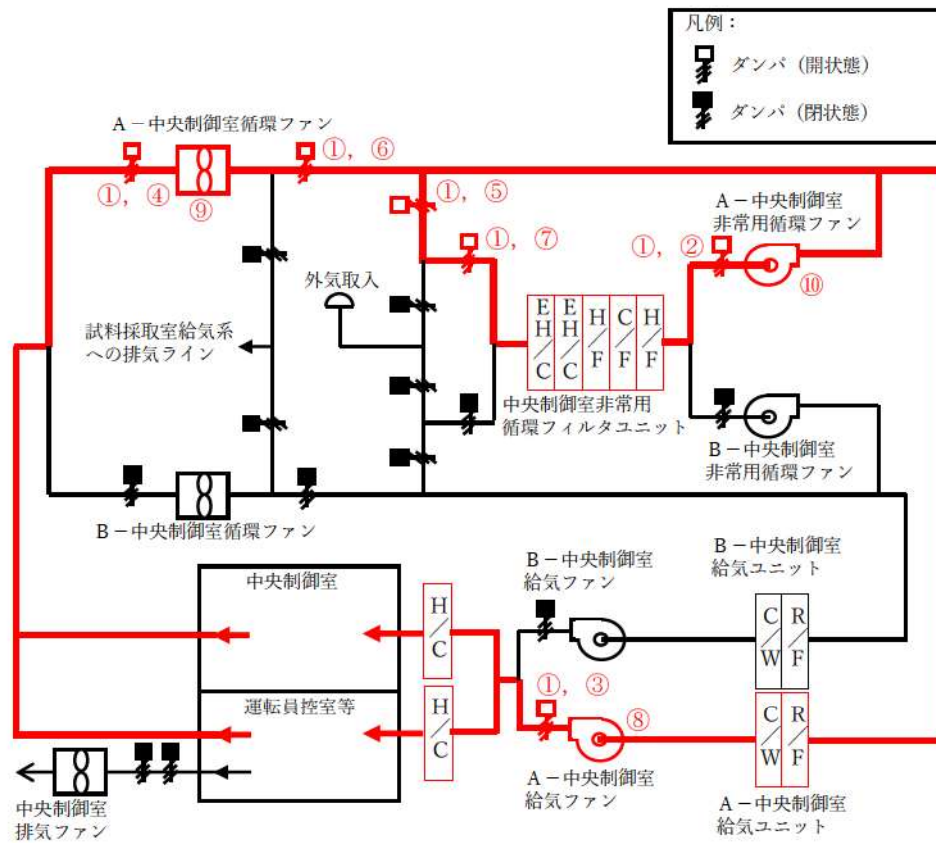 凡例：
ダンパ（開状態）
ダンパ（閉状態）
A－中央制御室循環ファン
①，④
⑨
①，⑥
①，⑤
①，⑦
①，②
A－中央制御室
非常用循環ファン
⑩
外気取入
試料採取室給気系
への排気ライン
EH/C
EH/C
H/F
C/F
H/F
中央制御室非常用
循環フィルタユニット
B－中央制御室
非常用循環ファン
B－中央制御室循環ファン
中央制御室
H/C
B－中央制御室
給気ファン
B－中央制御室
給気ユニット
C/W
R/F
運転員控室等
H/C
①，③
⑧
C/W
R/F
A－中央制御室
給気ファン
A－中央制御室
給気ユニット
中央制御室
排気ファン